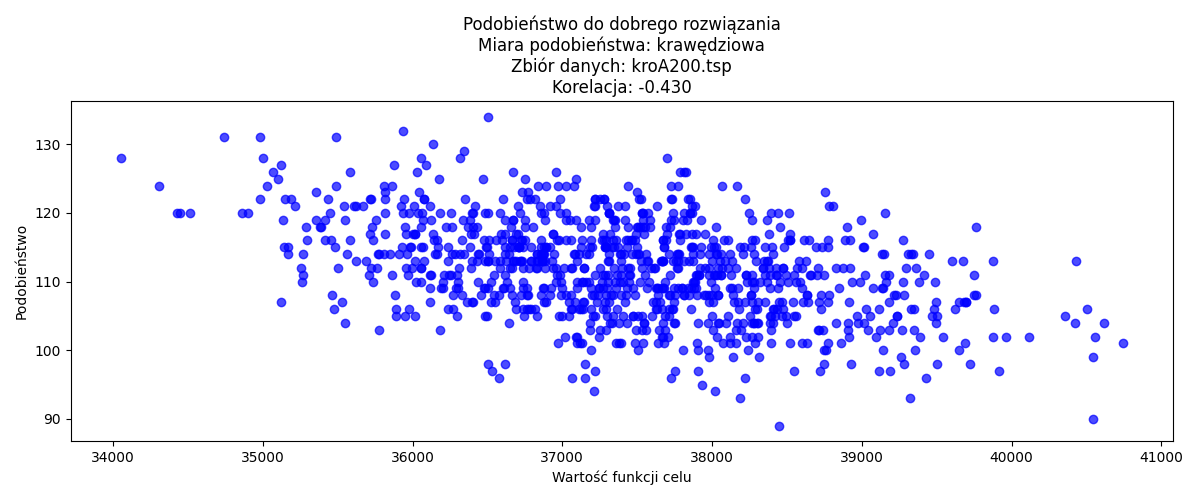 Podobieństwo do dobrego rozwiązania
Miara podobieństwa: krawędziowa
Zbiór danych: kroA200.tsp
Korelacja: -0.430
Podobieństwo
130
120
110
100
90
34000 35000 36000 37000 38000 39000 40000 41000
Wartość funkcji celu